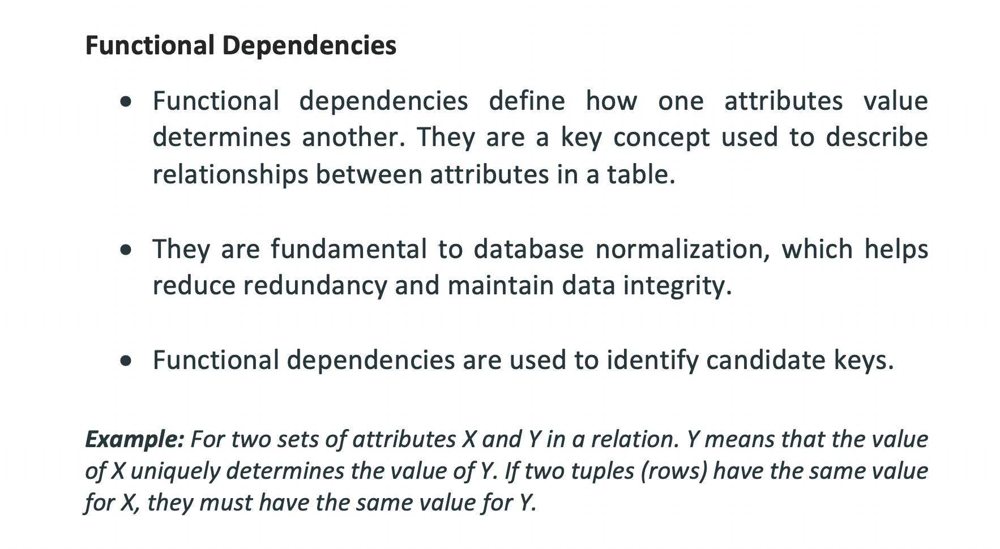 Functional Dependencies
• Functional dependencies define how one attributes value
determines another. They are a key concept used to describe
relationships between attributes in a table.
• They are fundamental to database normalization, which helps
reduce redundancy and maintain data integrity.
• Functional dependencies are used to identify candidate keys.
Example: For two sets of attributes X and Y in a relation. Y means that the value
of X uniquely determines the value of Y. If two tuples (rows) have the same value
for X, they must have the same value for Y.